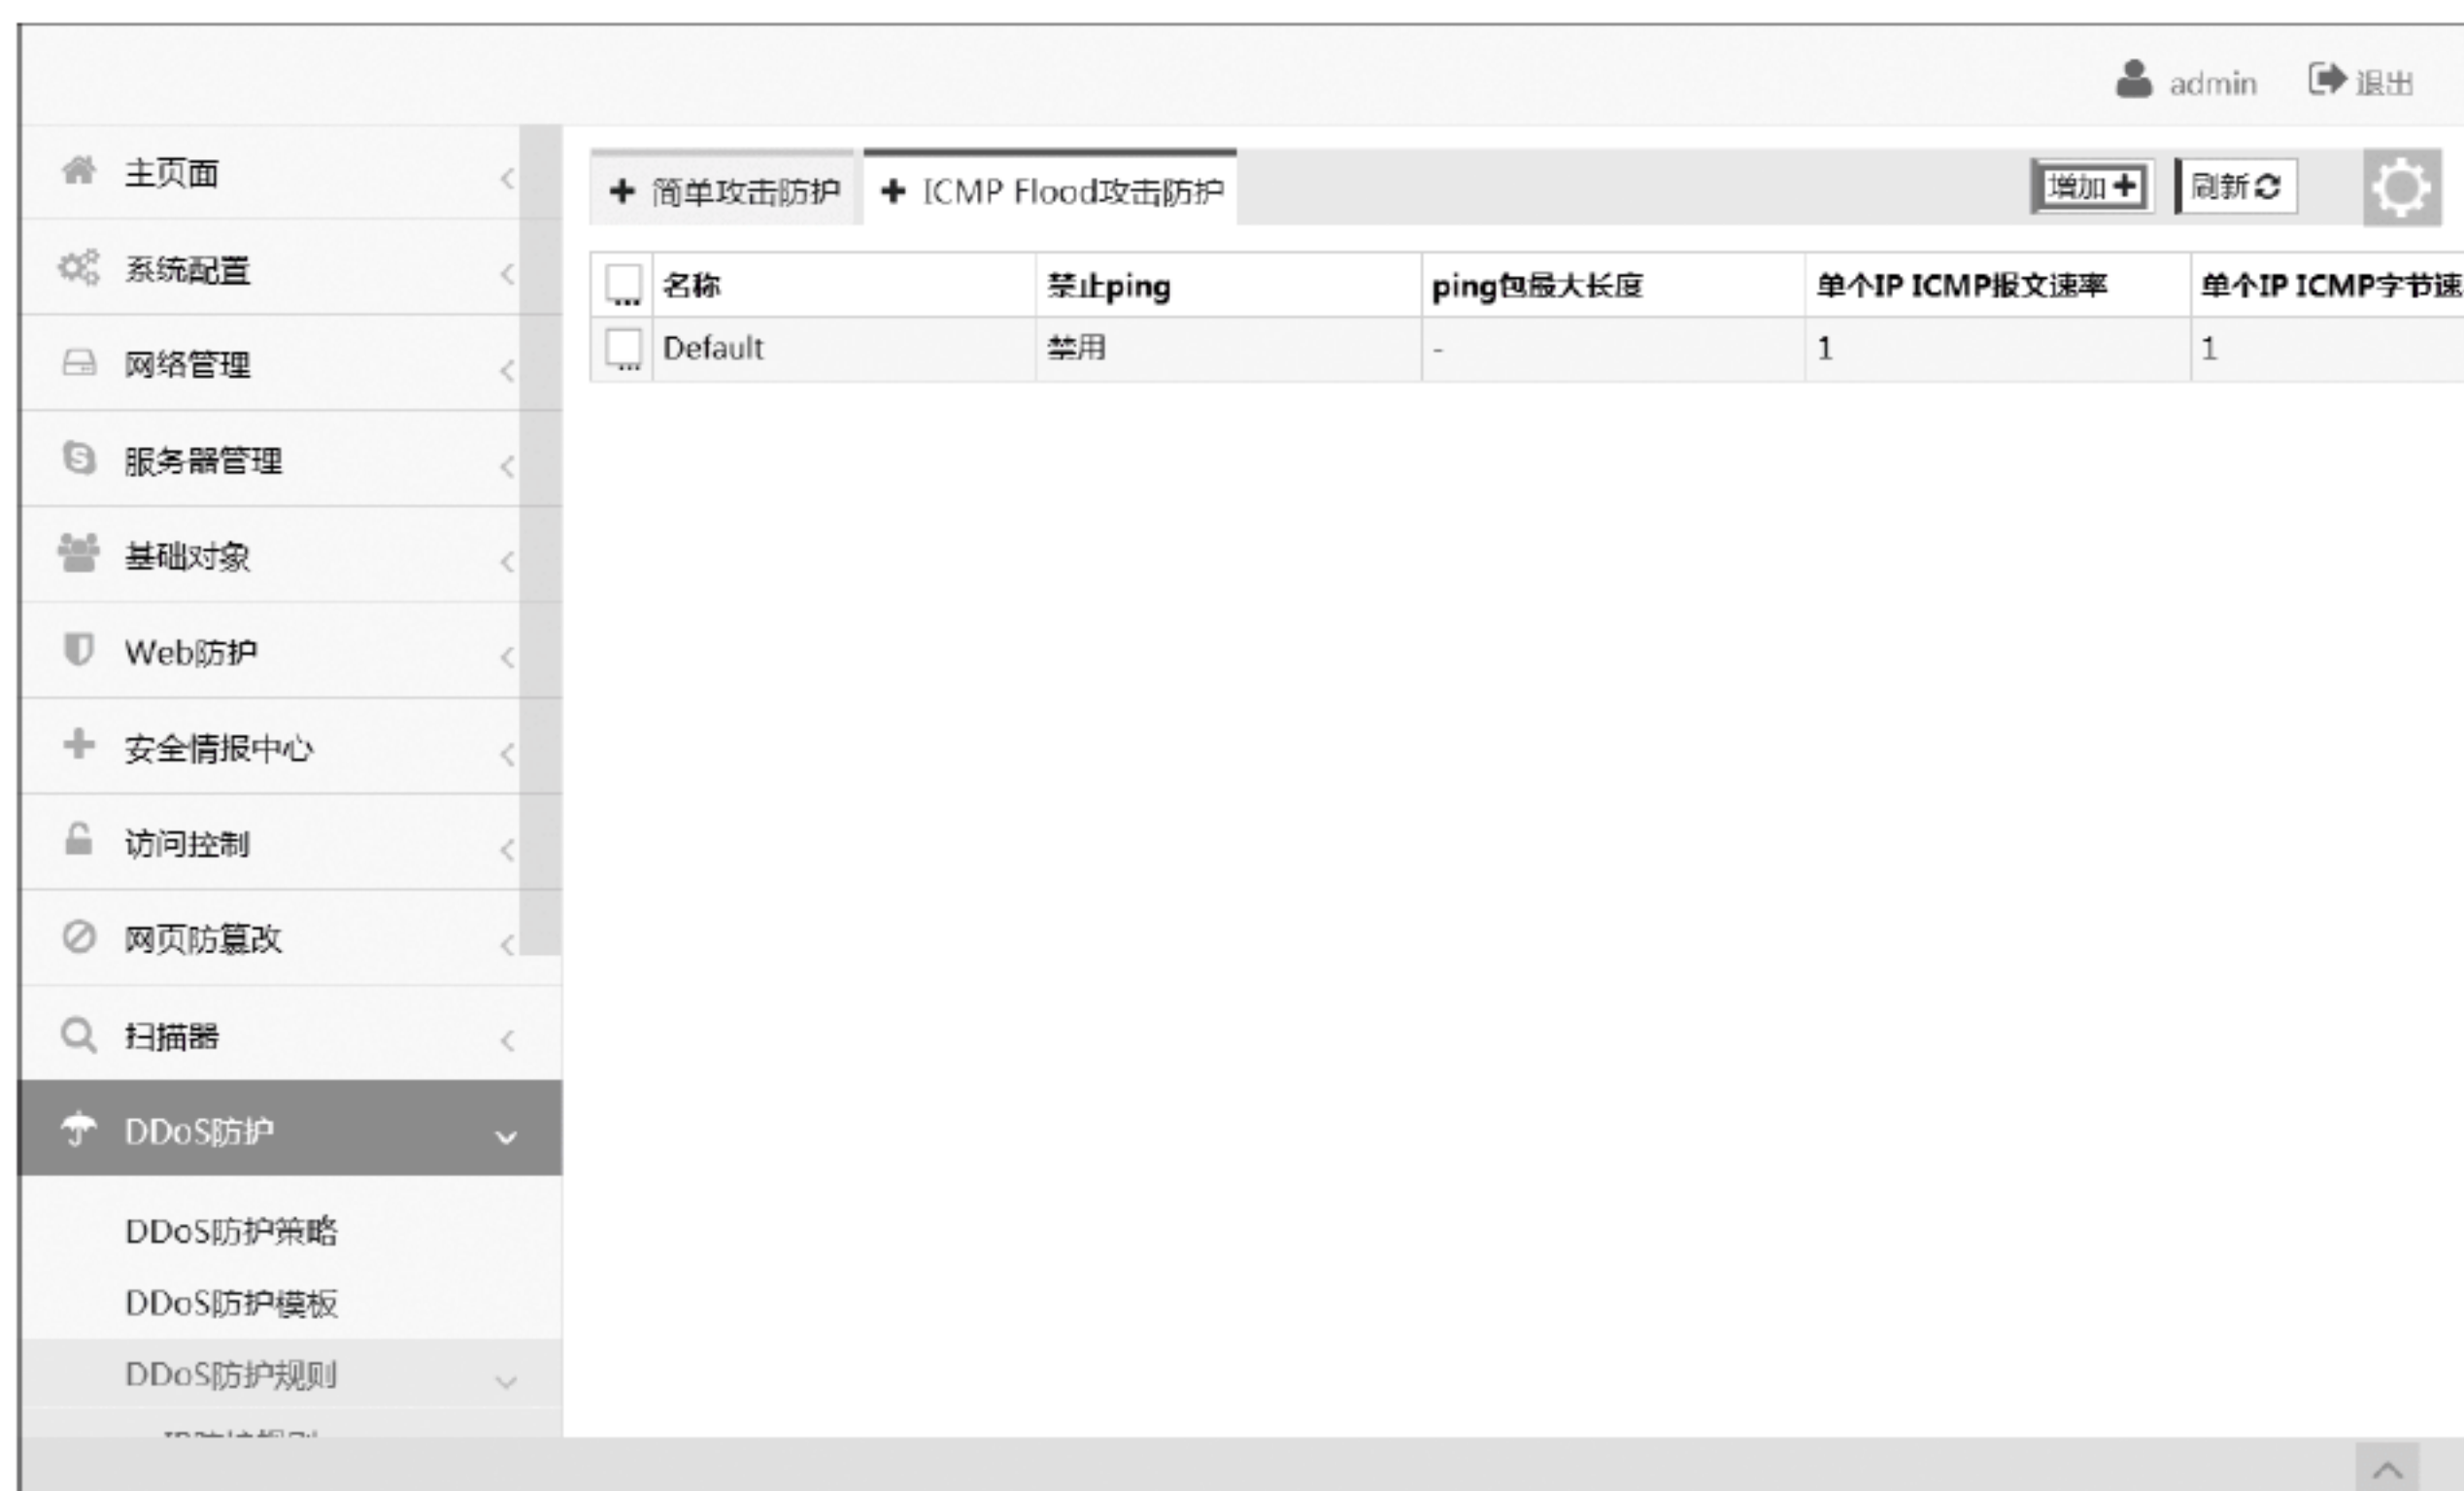 admin 退出
主页面
系统配置
网络管理
服务器管理
基础对象
Web防护
安全情报中心
访问控制
网页防篡改
扫描器
DDoS防护
DDoS防护策略
DDoS防护模板
DDoS防护规则
IP防护规则
简单攻击防护 ICMP Flood攻击防护 增加 刷新
名称 禁止ping ping包最大长度 单个IP ICMP报文速率 单个IP ICMP字节速
Default 禁用 - 1 1